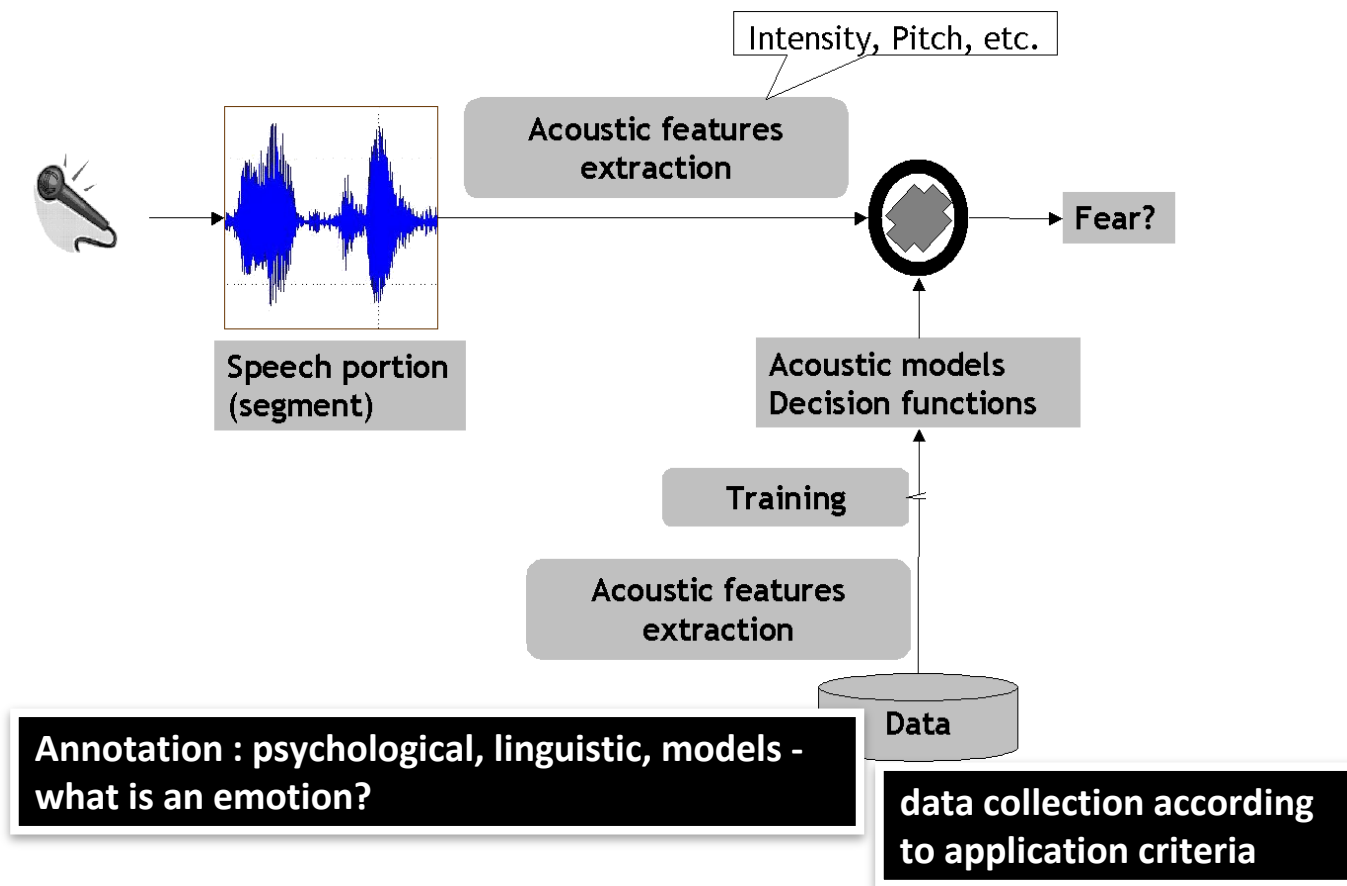 Intensity, Pitch, etc.
Acoustic features
extraction
Fear?
Speech portion
(segment)
Acoustic models
Decision functions
Training
Acoustic features
extraction
Data
Annotation : psychological, linguistic, models -
what is an emotion?
data collection according
to application criteria